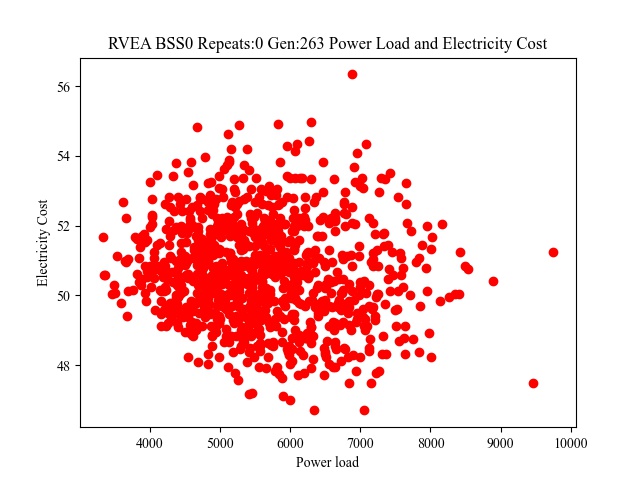 RVEA BSS0 Repeats:0 Gen:263 Power Load and Electricity Cost
56
54
52
50
48
Electricity Cost
4000 5000 6000 7000 8000 9000 10000
Power load